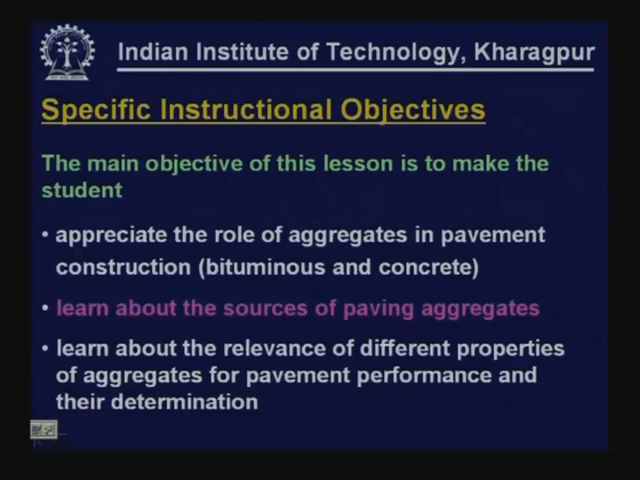 Indian Institute of Technology, Kharagpur
Specific Instructional Objectives
The main objective of this lesson is to make the
student
• appreciate the role of aggregates in pavement
construction (bituminous and concrete)
• learn about the sources of paving aggregates
• learn about the relevance of different properties
of aggregates for pavement performance and
their determination